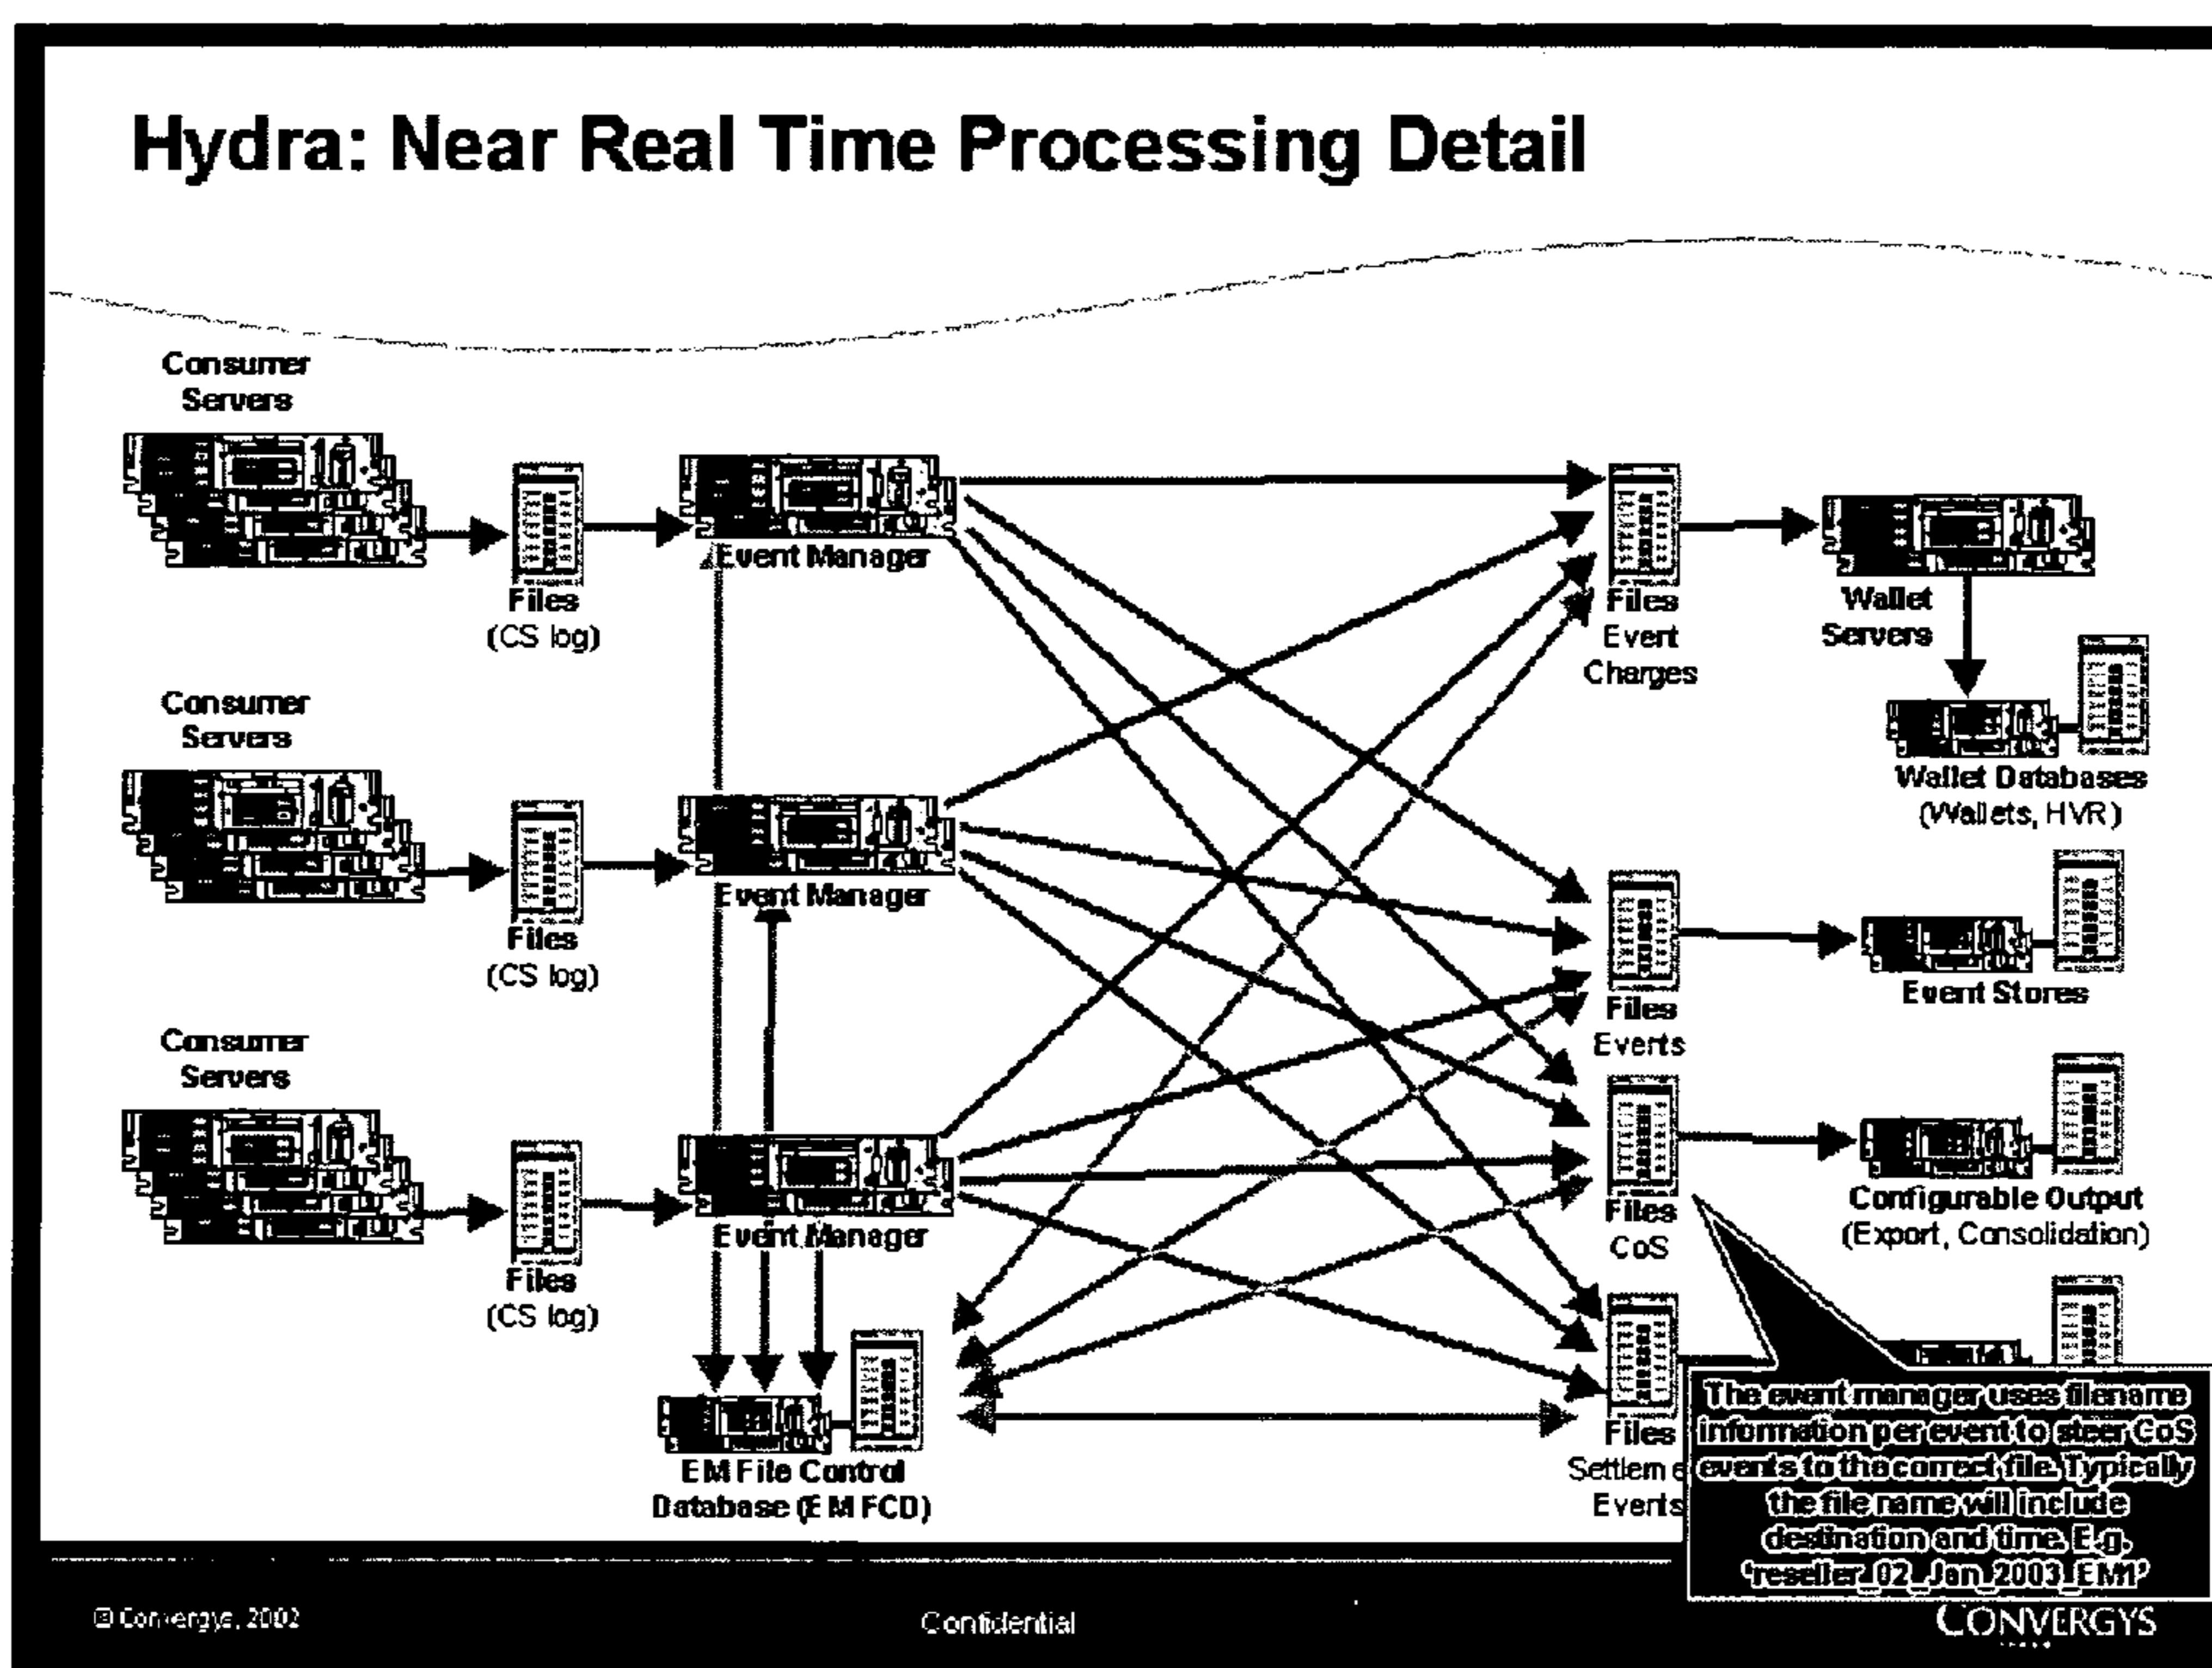 Hydra: Near Real Time Processing Detail
Consumer
Servers
Files
(CS log)
Event Manager
Files
Event
Charges
Wallet
Servers
Wallet Databases
(Wallets, HVR)
Consumer
Servers
Files
(CS log)
Event Manager
Files
Events
Event Stores
Consumer
Servers
Files
(CS log)
Event Manager
Files
CoS
Configurable Output
(Export, Consolidation)
EM File Control
Database (EM FCD)
Files
Settleme
Events
The event manager uses filename
information per event to steer CoS
events to the correct file. Typically
the file name will include
destination and time. E.g.
'reseller_02_Jan_2003_EM1'
© Convergys, 2002
Confidential
CONVERGYS